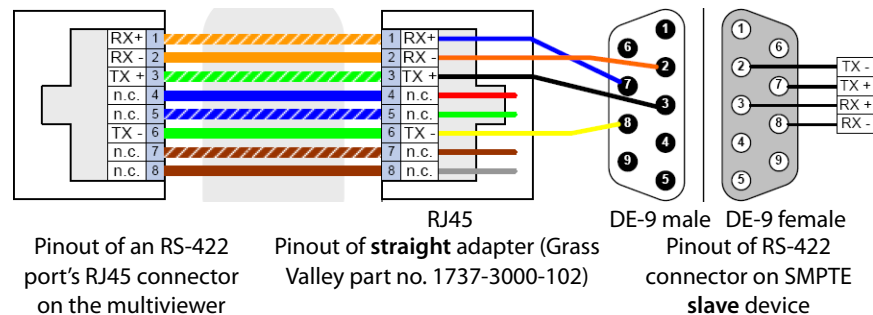 RX+ 1
RX - 2
TX + 3
n.c. 4
n.c. 5
TX - 6
n.c. 7
n.c. 8
1 RX+
2 RX -
3 TX +
4 n.c.
5 n.c.
6 TX -
7 n.c.
8 n.c.
1
6
2
7
3
8
4
9
5
1
6
2
7
3
8
4
9
5
TX -
TX +
RX +
RX -
RJ45
DE-9 male
DE-9 female
Pinout of an RS-422
port’s RJ45 connector
on the multiviewer
Pinout of straight adapter (Grass
Valley part no. 1737-3000-102)
Pinout of RS-422
connector on SMPTE
slave device